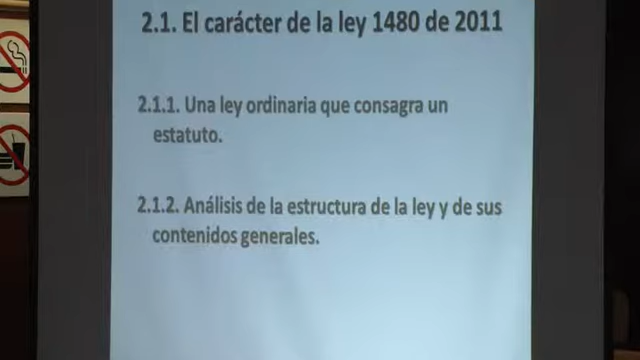 2.1. El carácter de la ley 1480 de 2011
2.1.1. Una ley ordinaria que consagra un
estatuto.
2.1.2. Análisis de la estructura de la ley y de sus
contenidos generales.